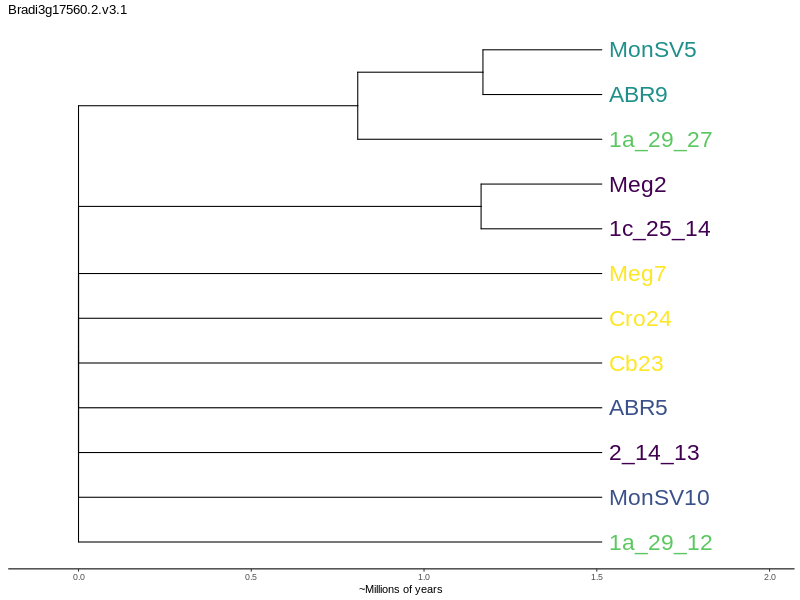 Bradi3g17560.2.v3.1
MonSV5
ABR9
1a_29_27
Meg2
1c_25_14
Meg7
Cro24
Cb23
ABR5
2_14_13
MonSV10
1a_29_12
0.0 0.5 1.0 1.5 2.0
~Millions of years